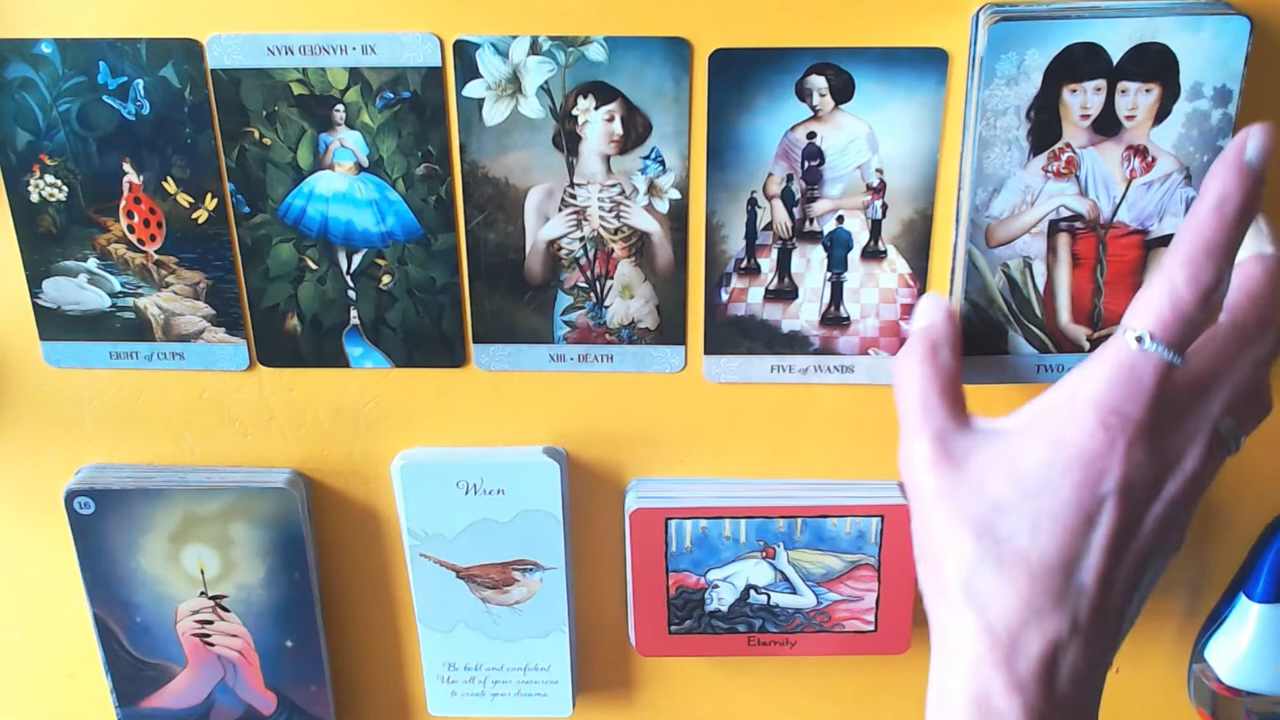 XII • HANGED MAN
EIGHT of CUPS
XIII • DEATH
FIVE of WANDS
TWO
16
Wren
Be bold and confident.
Use all of your resources
to create your dreams.
Eternity